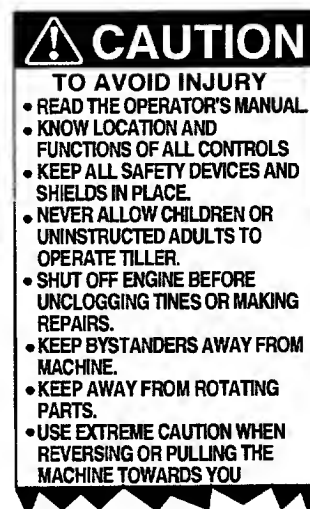 CAUTION
TO AVOID INJURY
• READ THE OPERATOR'S MANUAL.
• KNOW LOCATION AND
FUNCTIONS OF ALL CONTROLS
• KEEP ALL SAFETY DEVICES AND
SHIELDS IN PLACE.
• NEVER ALLOW CHILDREN OR
UNINSTRUCTED ADULTS TO
OPERATE TILLER.
• SHUT OFF ENGINE BEFORE
UNCLOGGING TINES OR MAKING
REPAIRS.
• KEEP BYSTANDERS AWAY FROM
MACHINE.
• KEEP AWAY FROM ROTATING
PARTS.
• USE EXTREME CAUTION WHEN
REVERSING OR PULLING THE
MACHINE TOWARDS YOU